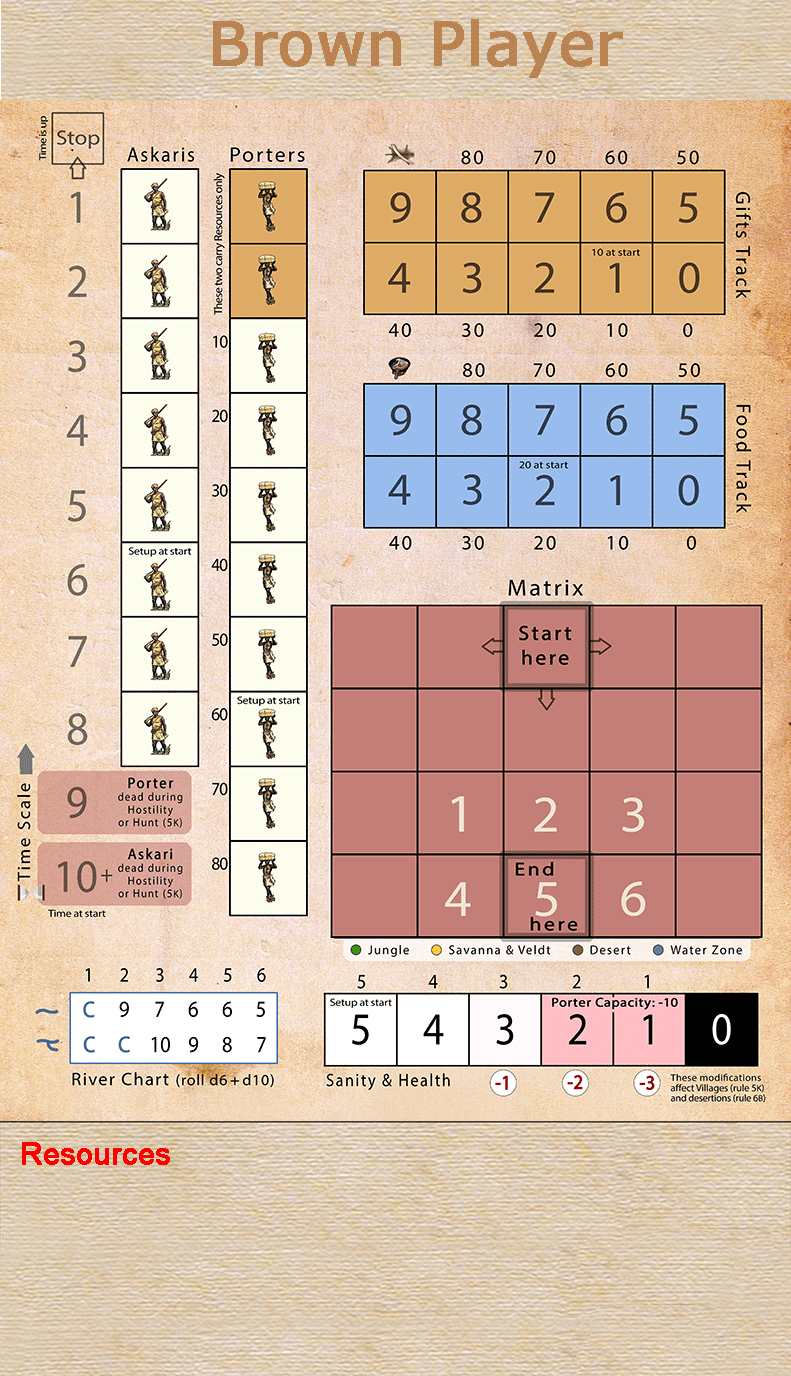 Brown Player
Time is up
Stop
Askaris
Porters
1
2
3
4
5
6
7
8
Setup at start
These two carry Resources only
10
20
30
40
50
60
70
80
Setup at start
Time Scale
9
Porter
dead during
Hostility
or Hunt (5K)
10+
Askari
dead during
Hostility
or Hunt (5K)
Time at start
80 70 60 50
9 8 7 6 5
10 at start
4 3 2 1 0
40 30 20 10 0
Gifts Track
80 70 60 50
9 8 7 6 5
20 at start
4 3 2 1 0
40 30 20 10 0
Food Track
Matrix
Start
here
1 2 3
End
4 5 6
here
Jungle Savanna & Veldt Desert Water Zone
1 2 3 4 5 6
C 9 7 6 6 5
C C 10 9 8 7
River Chart (roll d6+d10)
5 4 3 2 1
Setup at start Porter Capacity: -10
5 4 3 2 1 0
Sanity & Health -1 -2 -3
These modifications
affect Villages (rule 5K)
and desertions (rule 6B)
Resources